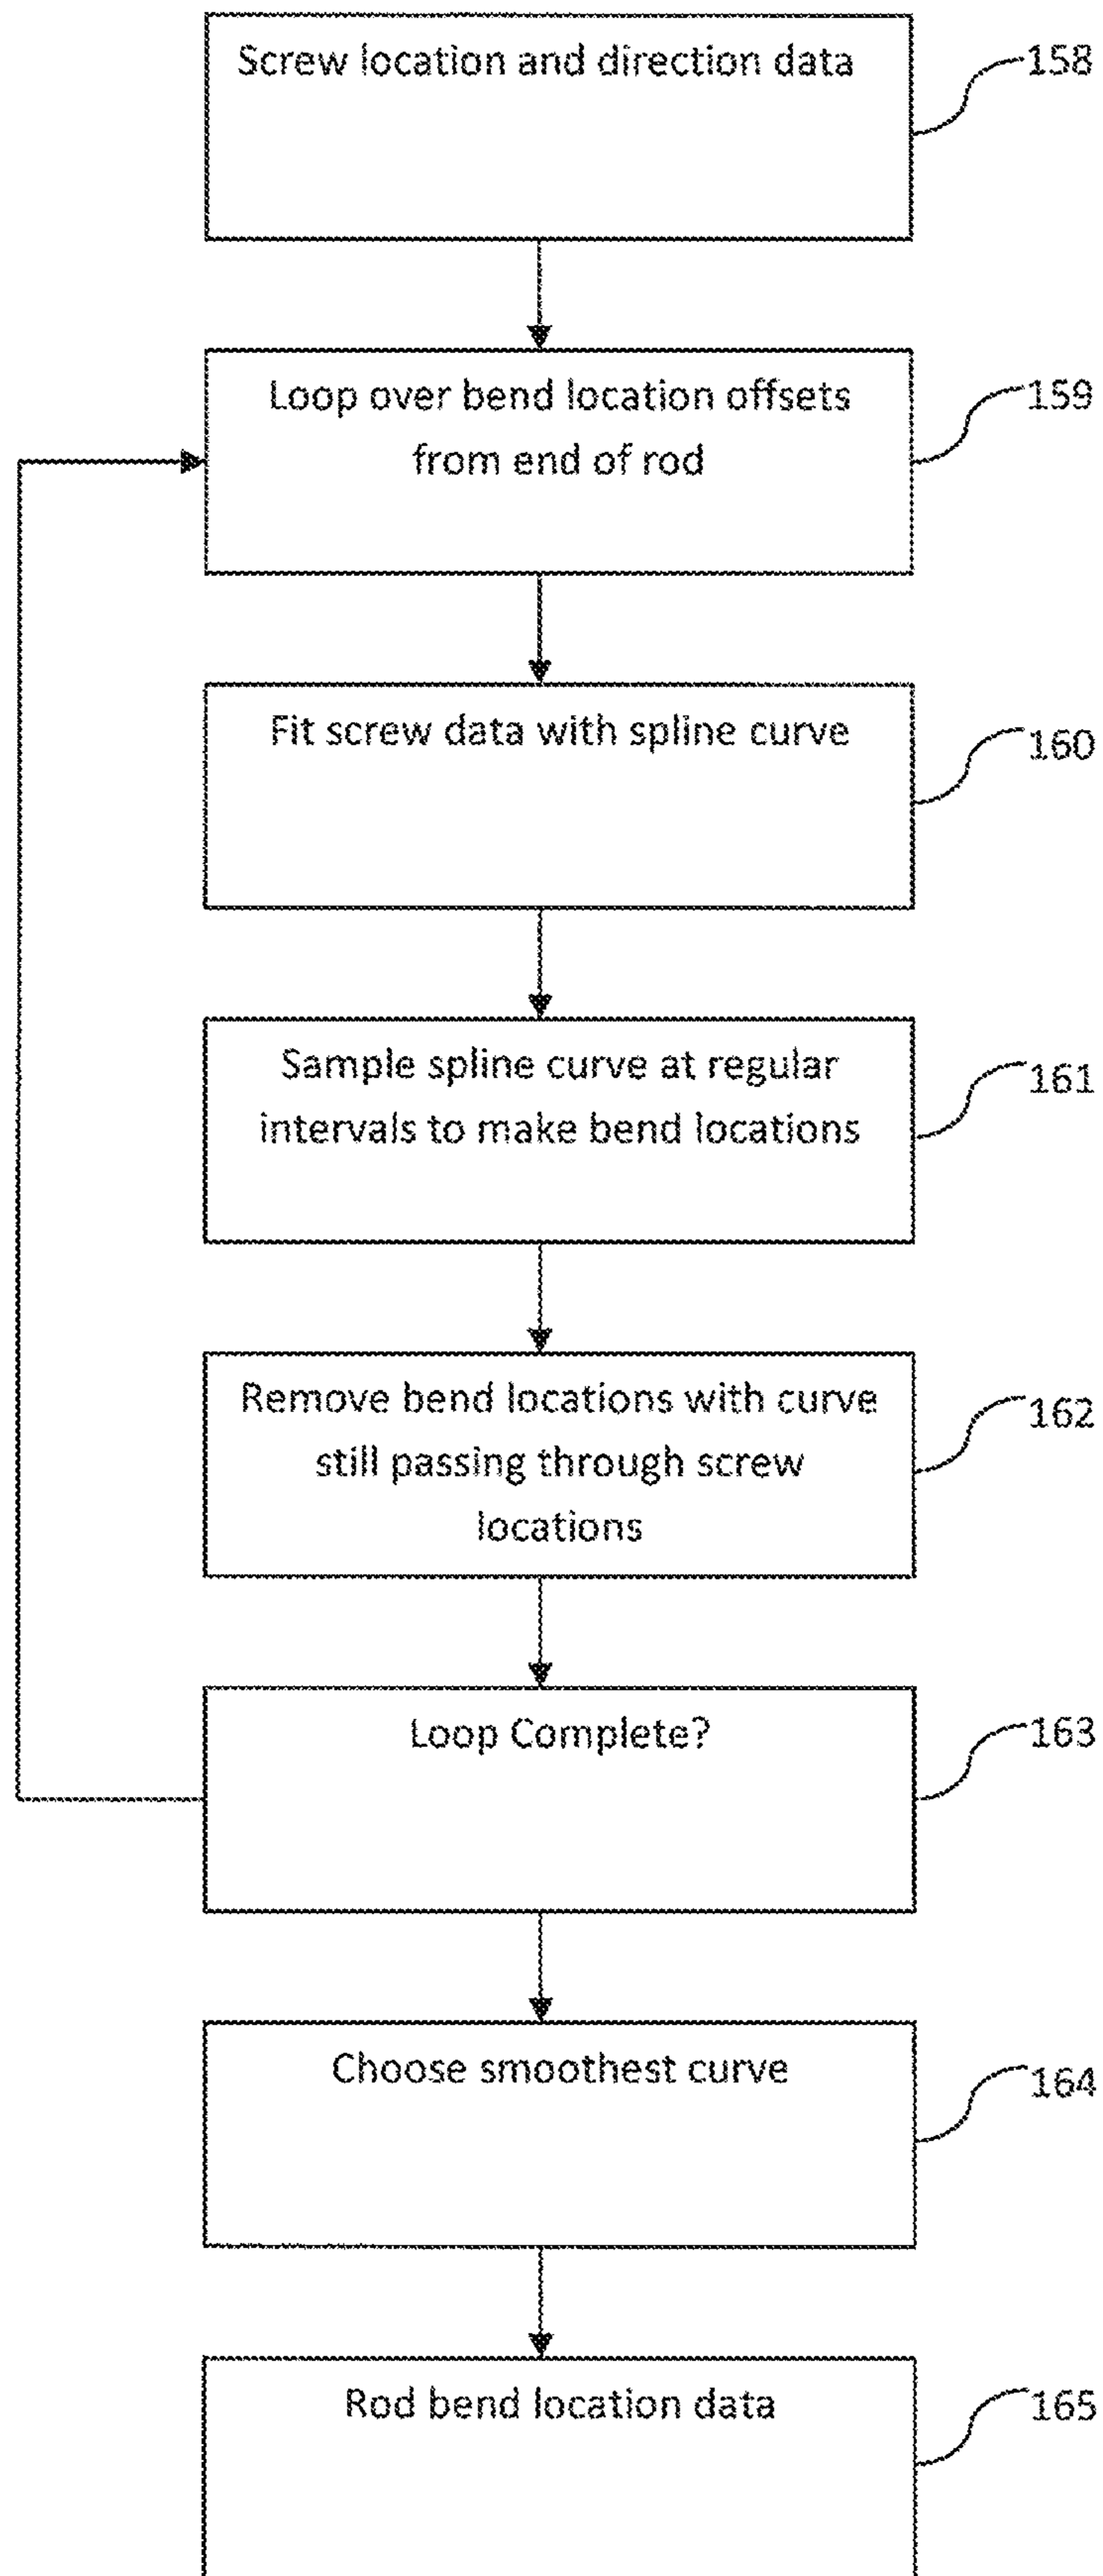 Screw location and direction data
158
Loop over bend location offsets
from end of rod
159
Fit screw data with spline curve
160
Sample spline curve at regular
intervals to make bend locations
161
Remove bend locations with curve
still passing through screw
locations
162
Loop Complete?
163
Choose smoothest curve
164
Rod bend location data
165